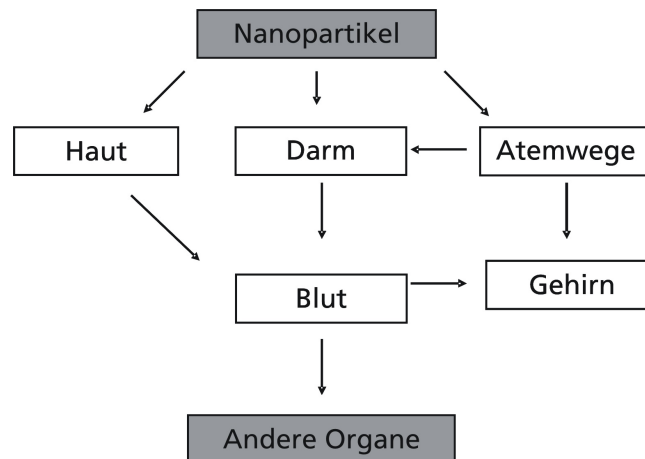 Nanopartikel
Haut
Darm
Atemwege
Blut
Gehirn
Andere Organe